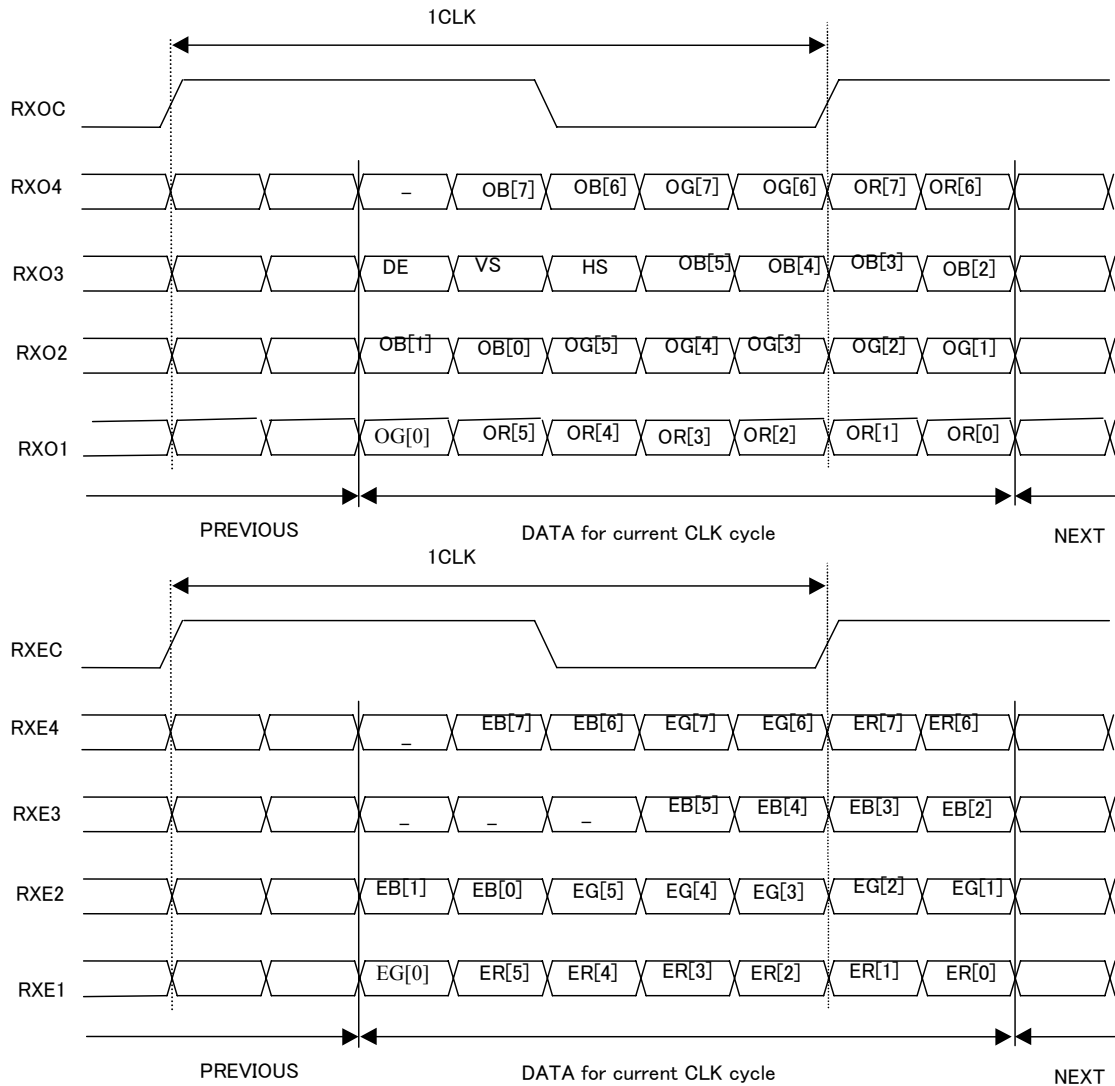 1CLK
RXOC
RXO4 – OB[7] OB[6] OG[7] OG[6] OR[7] OR[6]
RXO3 DE VS HS OB[5] OB[4] OB[3] OB[2]
RXO2 OB[1] OB[0] OG[5] OG[4] OG[3] OG[2] OG[1]
RXO1 OG[0] OR[5] OR[4] OR[3] OR[2] OR[1] OR[0]
PREVIOUS DATA for current CLK cycle NEXT
1CLK
RXEC
RXE4 – EB[7] EB[6] EG[7] EG[6] ER[7] ER[6]
RXE3 – – – EB[5] EB[4] EB[3] EB[2]
RXE2 EB[1] EB[0] EG[5] EG[4] EG[3] EG[2] EG[1]
RXE1 EG[0] ER[5] ER[4] ER[3] ER[2] ER[1] ER[0]
PREVIOUS DATA for current CLK cycle NEXT